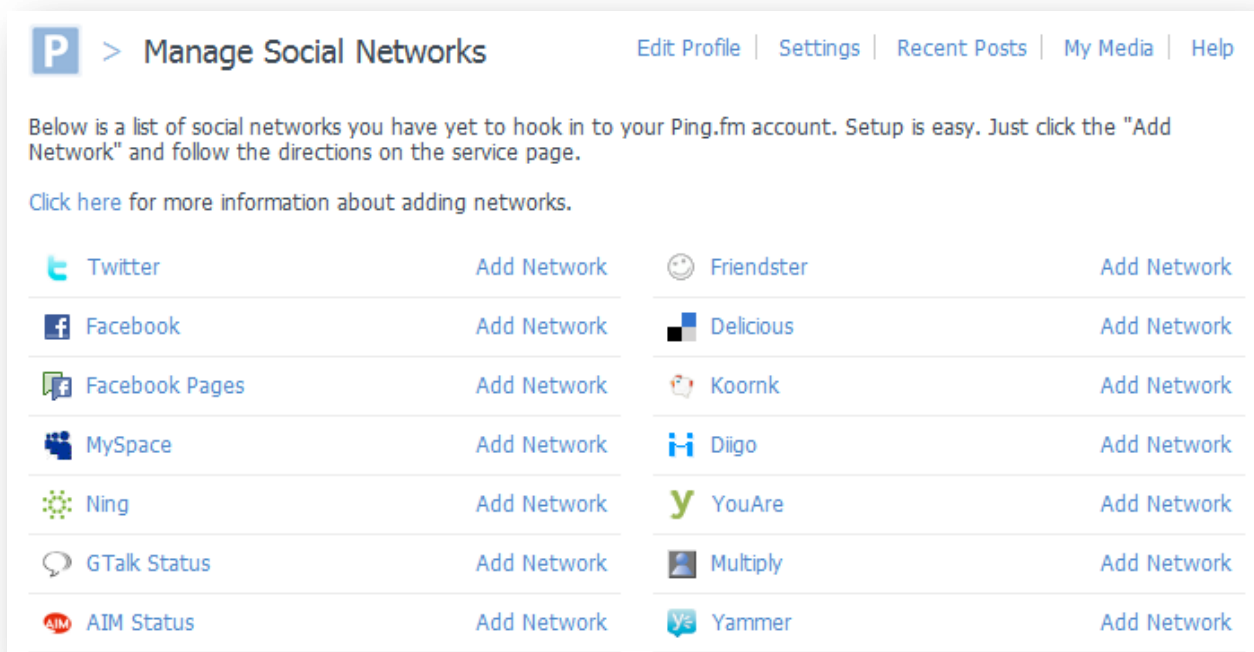 P > Manage Social Networks Edit Profile | Settings | Recent Posts | My Media | Help
Below is a list of social networks you have yet to hook in to your Ping.fm account. Setup is easy. Just click the "Add
Network" and follow the directions on the service page.
Click here for more information about adding networks.
Twitter Add Network Friendster Add Network
Facebook Add Network Delicious Add Network
Facebook Pages Add Network Koornk Add Network
MySpace Add Network Diigo Add Network
Ning Add Network YouAre Add Network
GTalk Status Add Network Multiply Add Network
AIM AIM Status Add Network Yammer Add Network